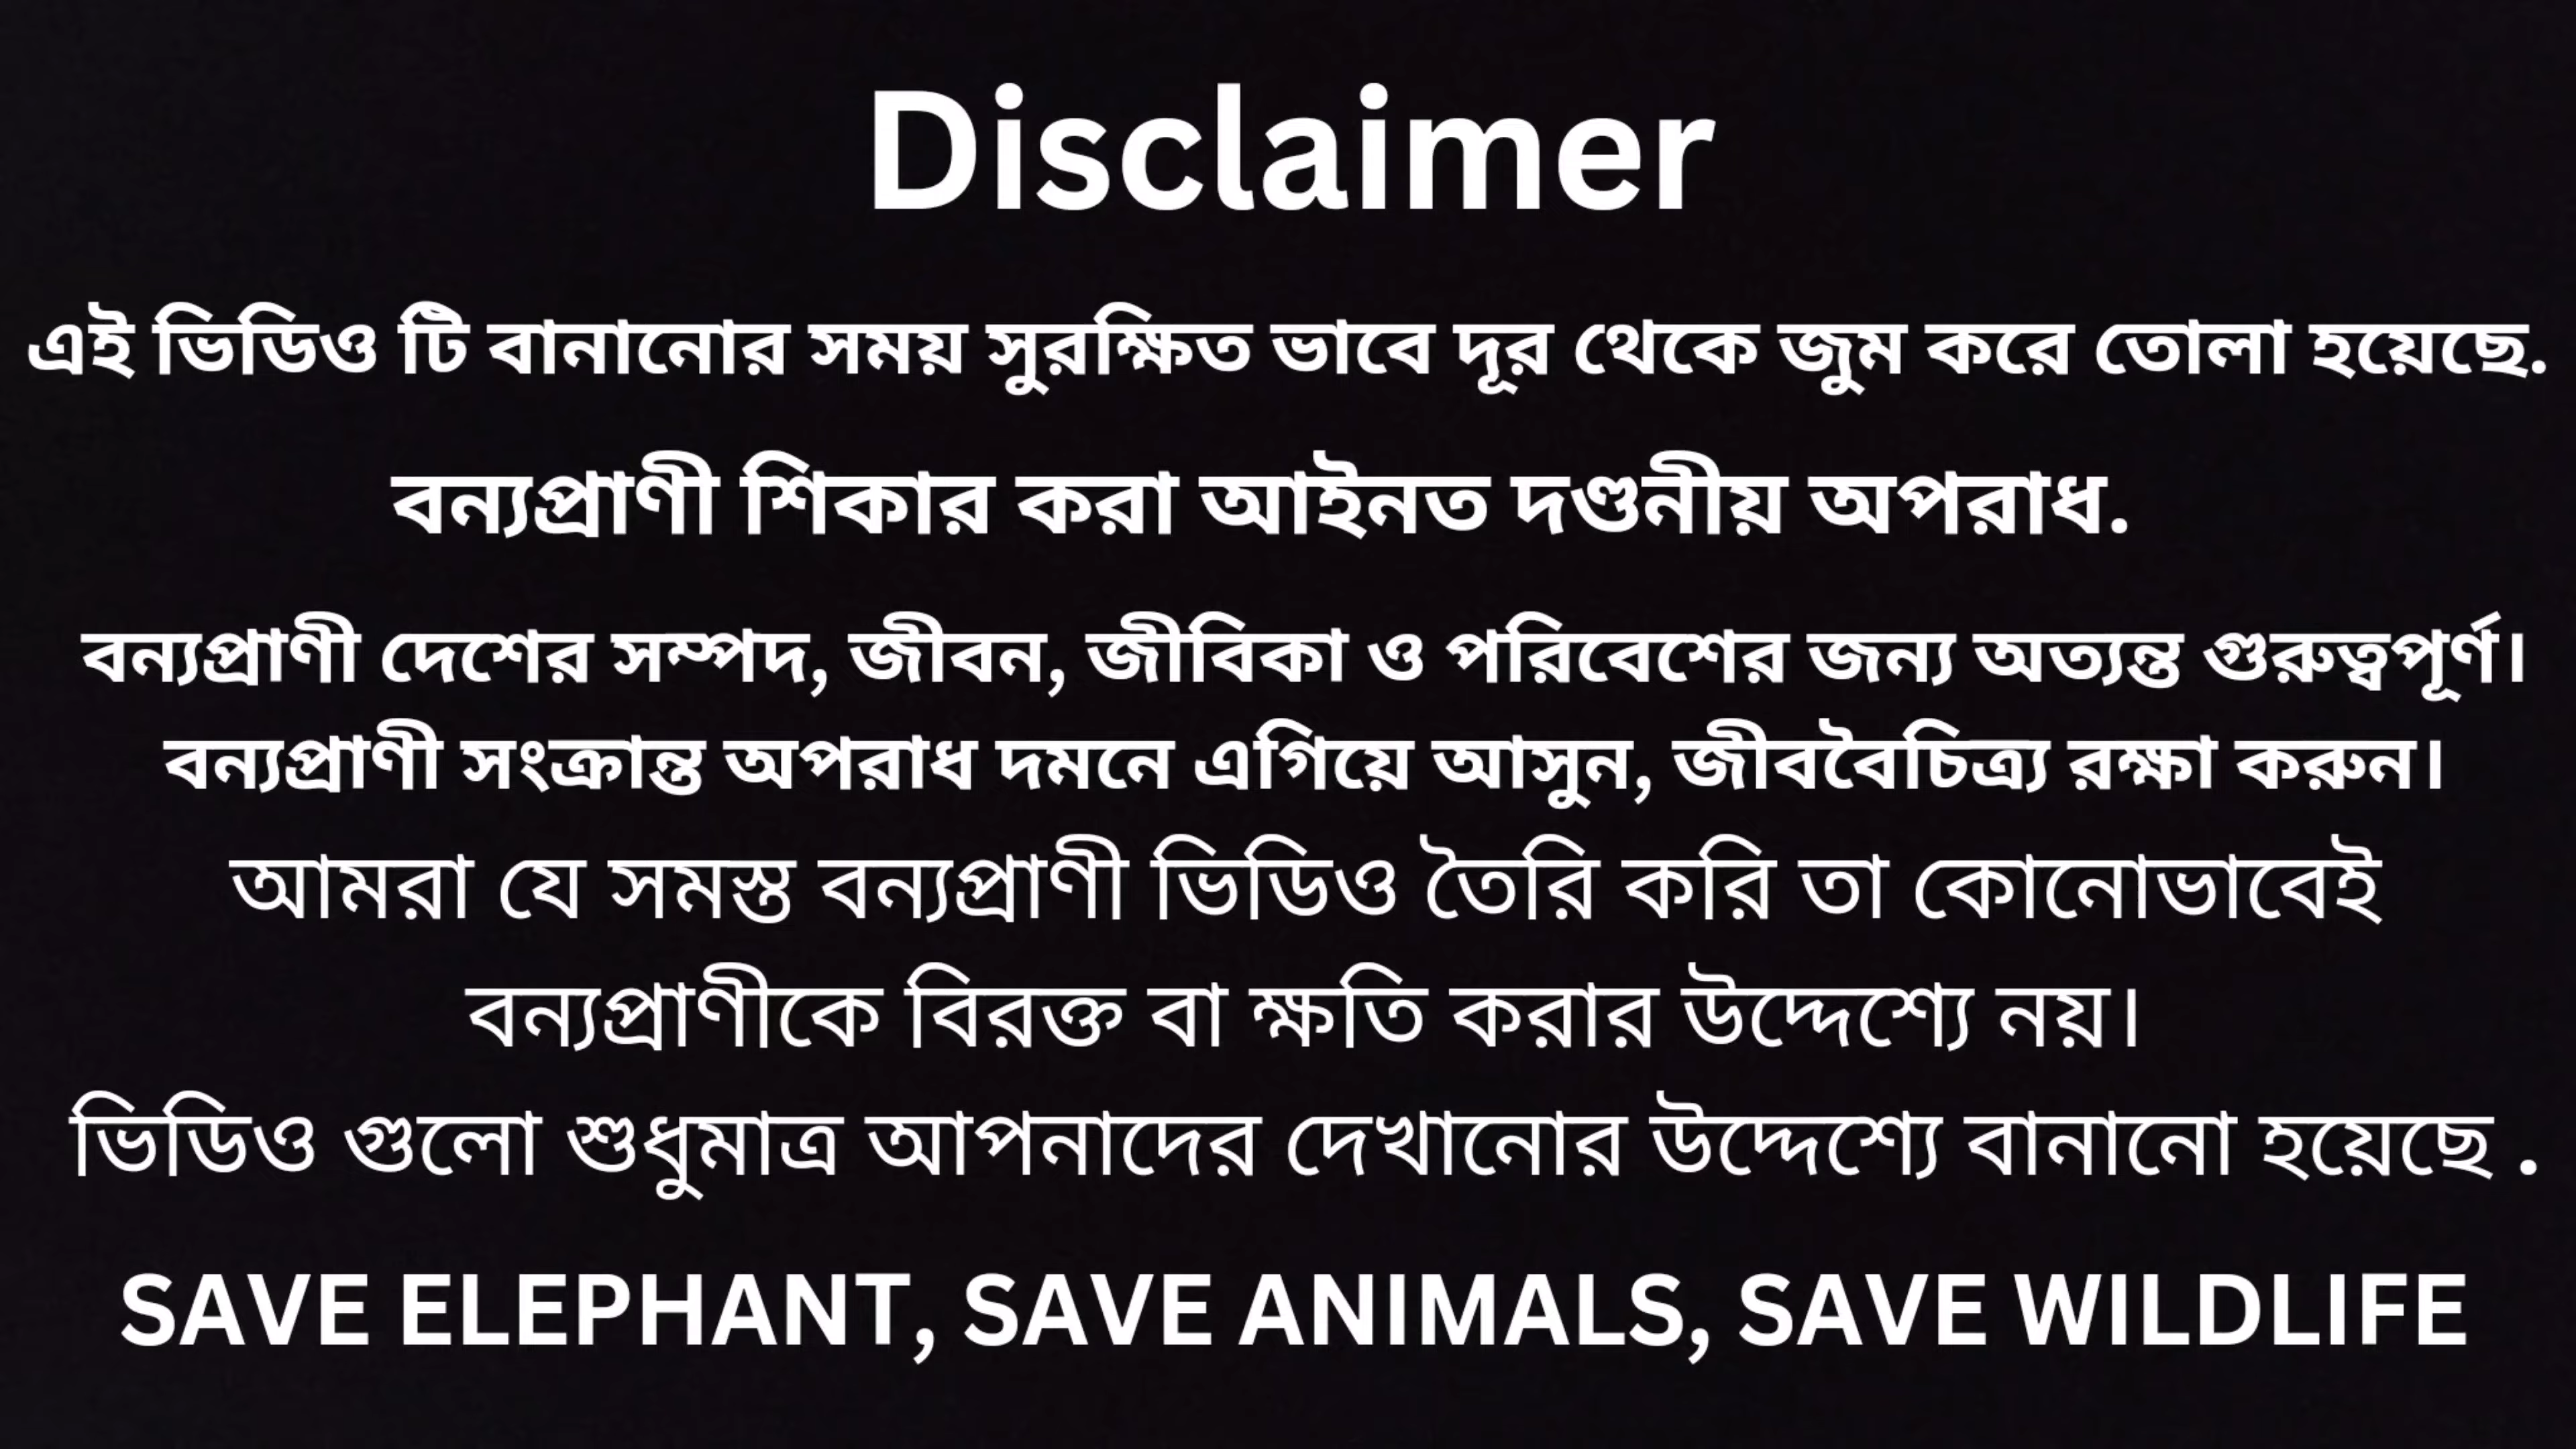 Disclaimer
এই ভিডিও টি বানানোর সময় সুরক্ষিত ভাবে দূর থেকে জুম করে তোলা হয়েছে.
বন্যপ্রাণী শিকার করা আইনত দণ্ডনীয় অপরাধ.
বন্যপ্রাণী দেশের সম্পদ, জীবন, জীবিকা ও পরিবেশের জন্য অত্যন্ত গুরুত্বপূর্ণ।
বন্যপ্রাণী সংক্রান্ত অপরাধ দমনে এগিয়ে আসুন, জীববৈচিত্র্য রক্ষা করুন।
আমরা যে সমস্ত বন্যপ্রাণী ভিডিও তৈরি করি তা কোনোভাবেই
বন্যপ্রাণীকে বিরক্ত বা ক্ষতি করার উদ্দেশ্যে নয়।
ভিডিও গুলো শুধুমাত্র আপনাদের দেখানোর উদ্দেশ্যে বানানো হয়েছে .
SAVE ELEPHANT, SAVE ANIMALS, SAVE WILDLIFE